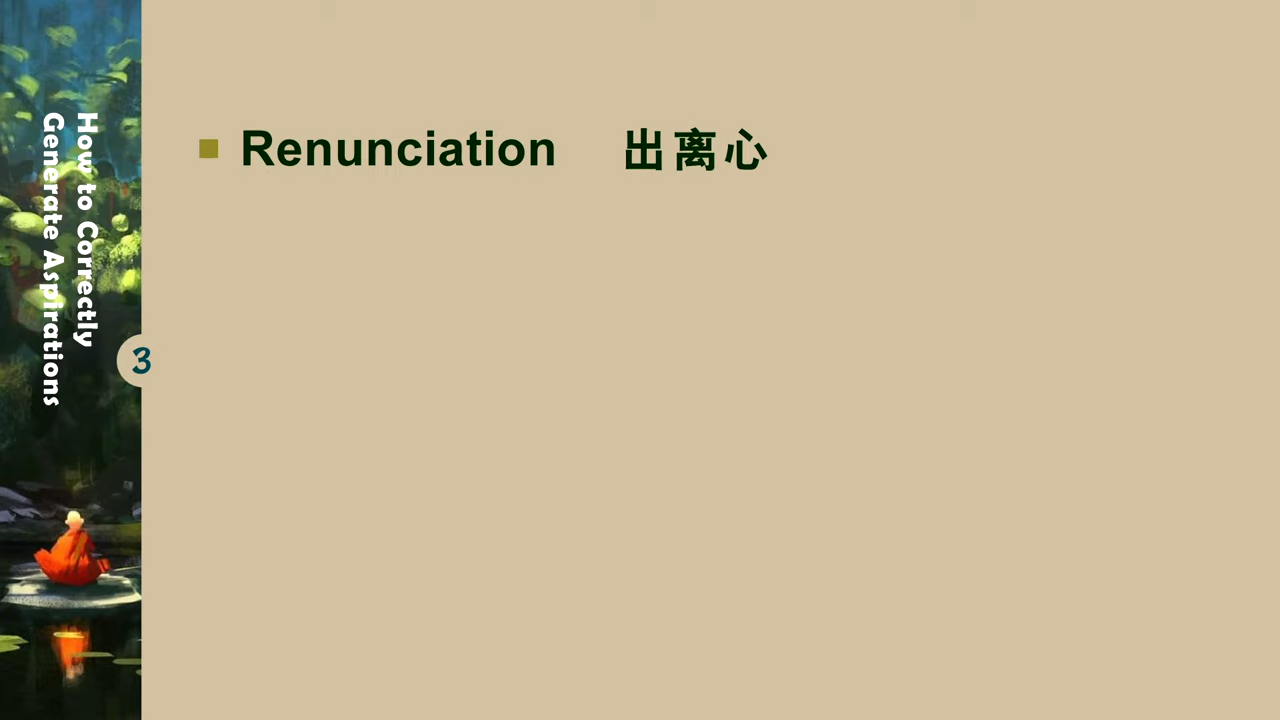 How to Correctly
Generate Aspirations
3
Renunciation 出离心